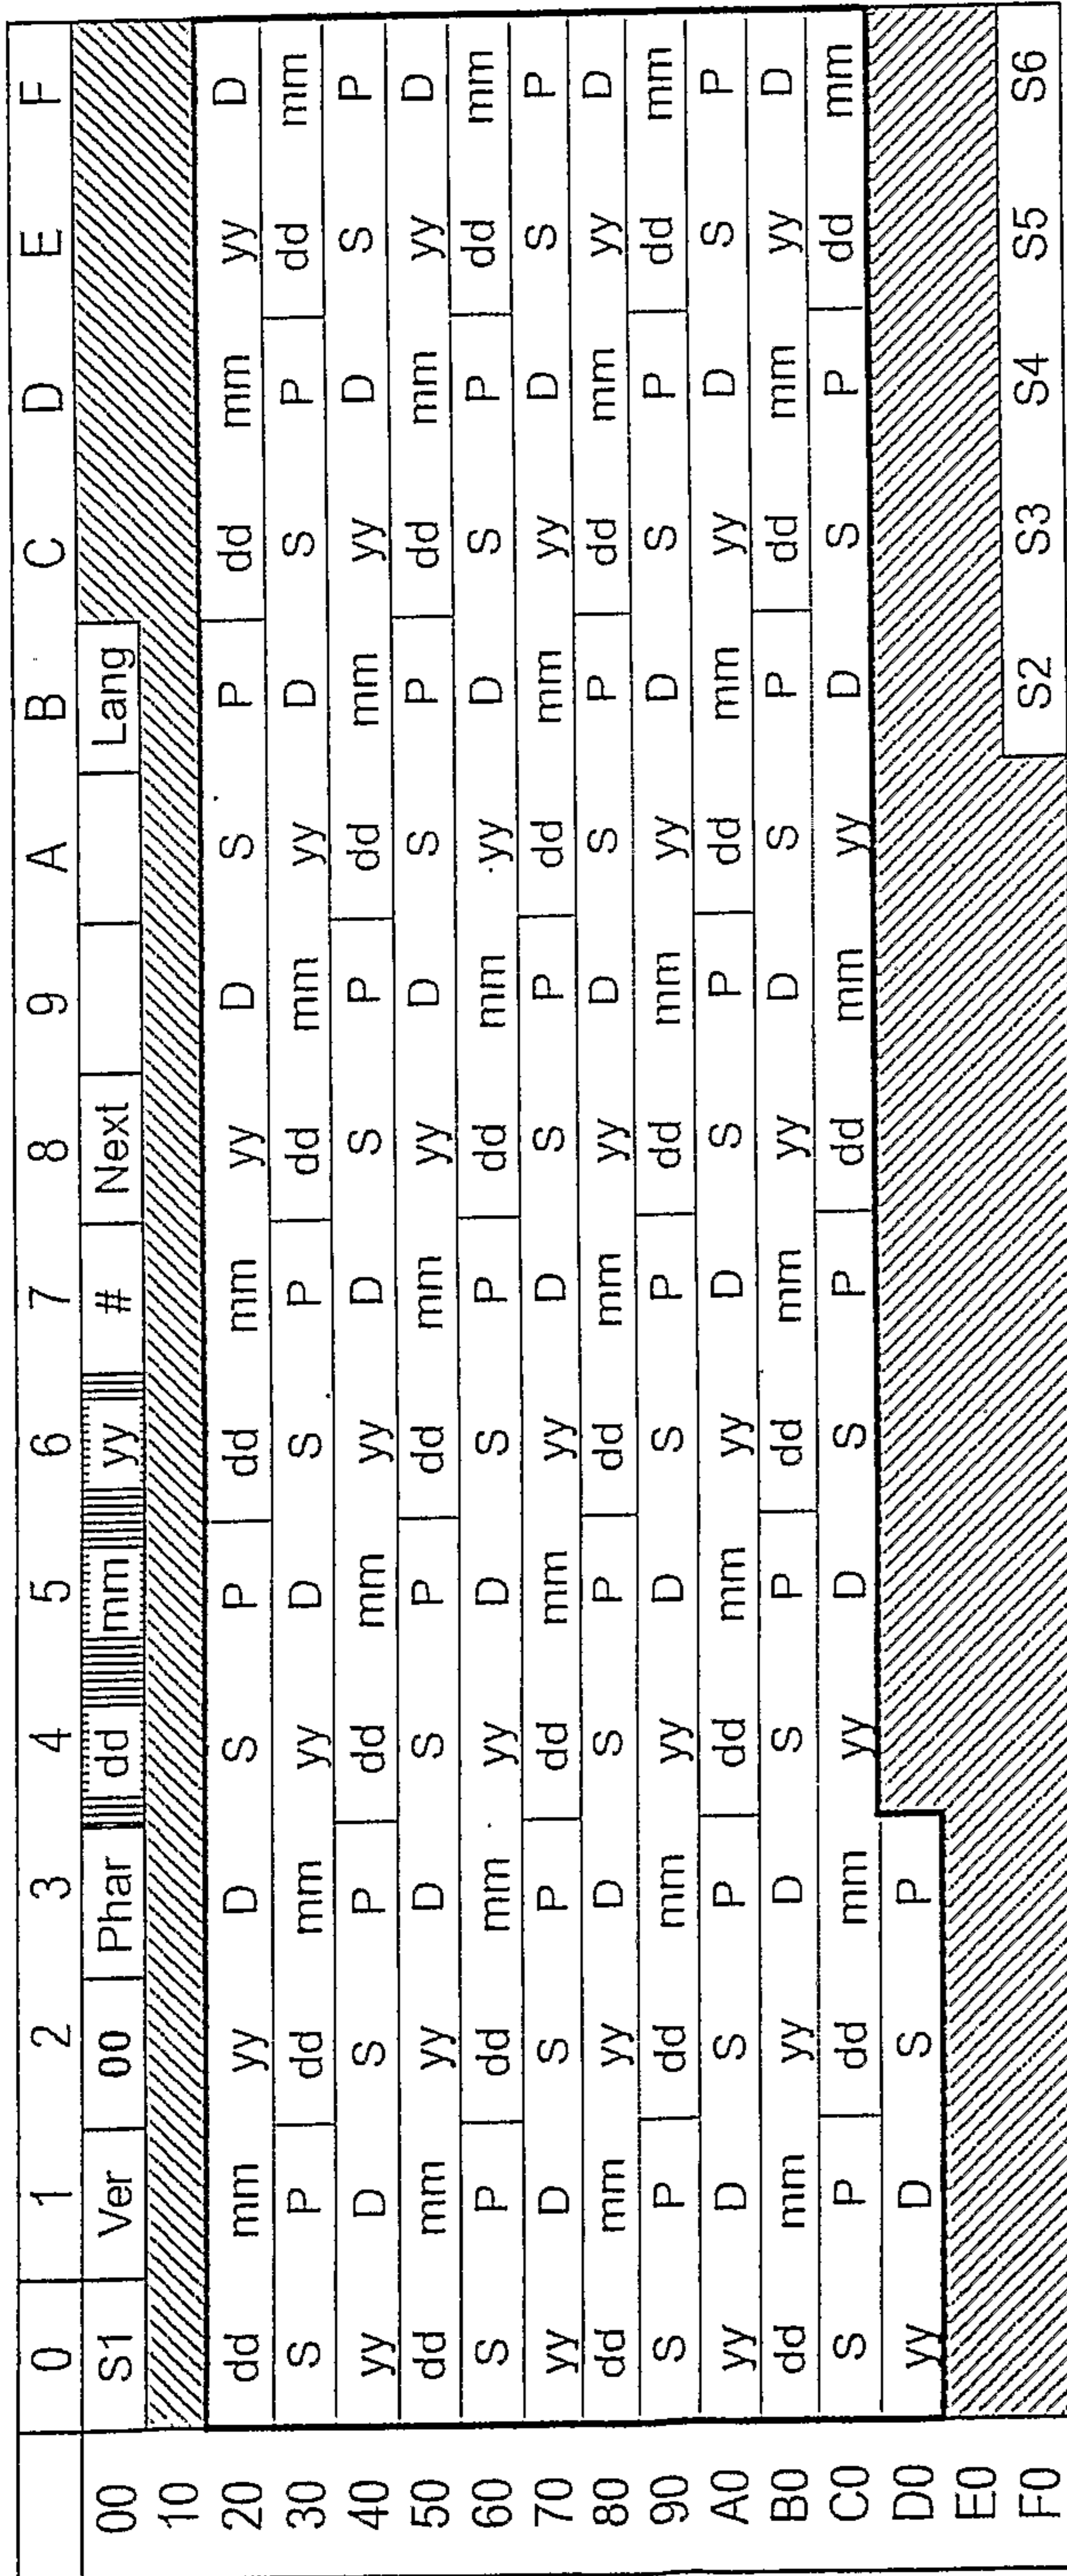 0 1 2 3 4 5 6 7 8 9 A B C D E F
00 S1 Ver 00 Phar dd mm yy # Next Lang
10
20 dd mm yy D S P dd mm yy D S P dd mm yy D
30 S P dd mm yy D S P dd mm yy D S P dd mm
40 yy D S P dd mm yy D S P dd mm yy D S P
50 dd mm yy D S P dd mm yy D S P dd mm yy D
60 S P dd mm yy D S P dd mm yy D S P dd mm
70 yy D S P dd mm yy D S P dd mm yy D S P
80 dd mm yy D S P dd mm yy D S P dd mm yy D
90 S P dd mm yy D S P dd mm yy D S P dd mm
A0 yy D S P dd mm yy D S P dd mm yy D S P
B0 dd mm yy D S P dd mm yy D S P dd mm yy D
C0 S P dd mm yy D S P dd mm yy D S P dd mm
D0 yy D S P
E0
F0 S2 S3 S4 S5 S6